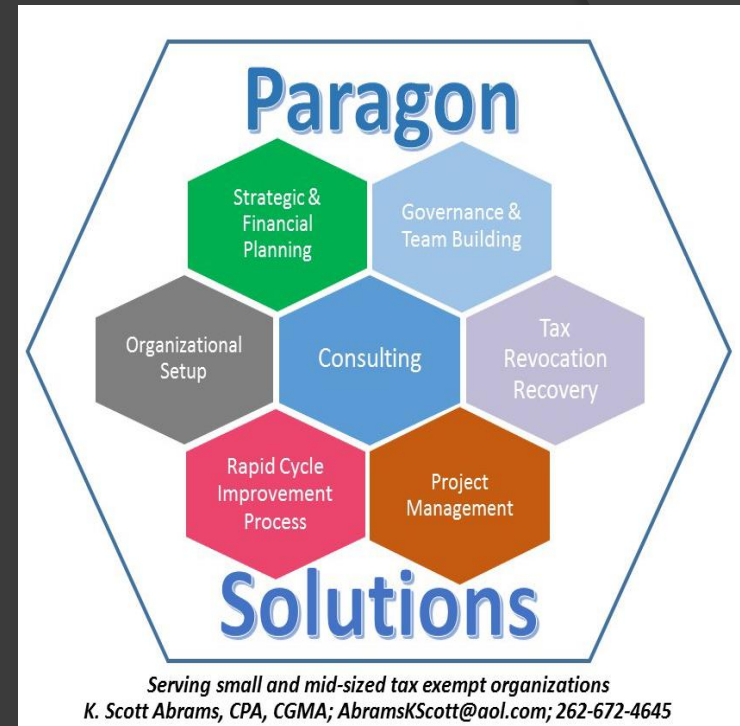 Paragon
Strategic &
Financial
Planning
Governance &
Team Building
Organizational
Setup
Consulting
Tax
Revocation
Recovery
Rapid Cycle
Improvement
Process
Project
Management
Solutions
Serving small and mid-sized tax exempt organizations
K. Scott Abrams, CPA, CGMA; AbramsKScott@aol.com; 262-672-4645